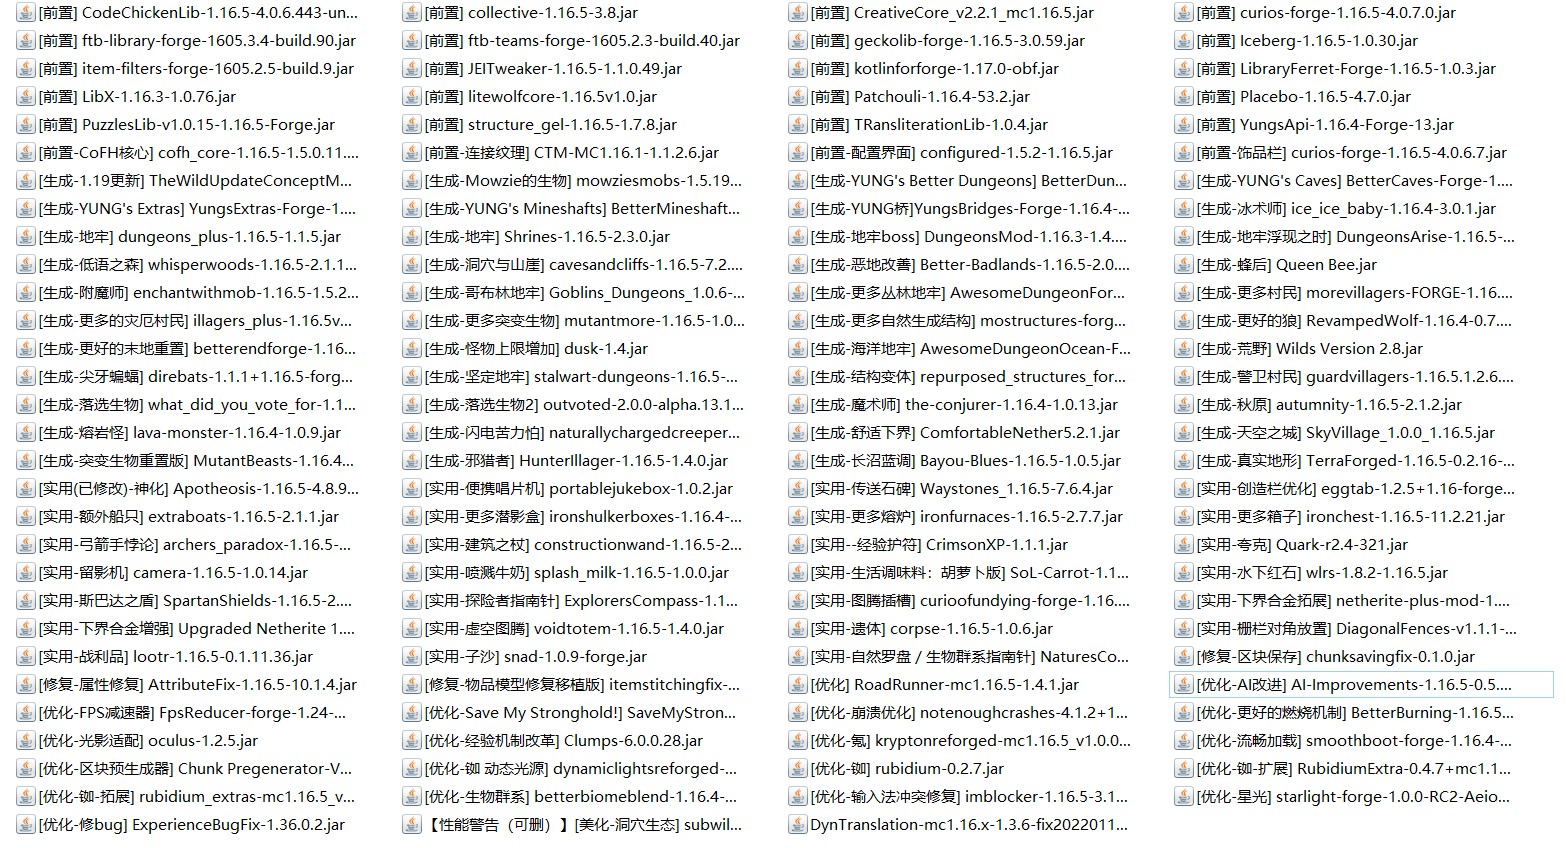 [前置] CodeChickenLib-1.16.5-4.0.6.443-un...
[前置] collective-1.16.5-3.8.jar
[前置] CreativeCore_v2.2.1_mc1.16.5.jar
[前置] curios-forge-1.16.5-4.0.7.0.jar
[前置] ftb-library-forge-1605.3.4-build.90.jar
[前置] ftb-teams-forge-1605.2.3-build.40.jar
[前置] geckolib-forge-1.16.5-3.0.59.jar
[前置] Iceberg-1.16.5-1.0.30.jar
[前置] item-filters-forge-1605.2.5-build.9.jar
[前置] JEITweaker-1.16.5-1.1.0.49.jar
[前置] kotlinforforge-1.17.0-obf.jar
[前置] LibraryFerret-Forge-1.16.5-1.0.3.jar
[前置] LibX-1.16.3-1.0.76.jar
[前置] litewolfcore-1.16.5v1.0.jar
[前置] Patchouli-1.16.4-53.2.jar
[前置] Placebo-1.16.5-4.7.0.jar
[前置] PuzzlesLib-v1.0.15-1.16.5-Forge.jar
[前置] structure_gel-1.16.5-1.7.8.jar
[前置] TRansliterationLib-1.0.4.jar
[前置] YungsApi-1.16.4-Forge-13.jar
[前置-CoFH核心] cofh_core-1.16.5-1.5.0.11....
[前置-连接纹理] CTM-MC1.16.1-1.1.2.6.jar
[前置-配置界面] configured-1.5.2-1.16.5.jar
[前置-饰品栏] curios-forge-1.16.5-4.0.6.7.jar
[生成-1.19更新] TheWildUpdateConceptM...
[生成-Mowzie的生物] mowziesmobs-1.5.19...
[生成-YUNG's Better Dungeons] BetterDun...
[生成-YUNG's Caves] BetterCaves-Forge-1....
[生成-YUNG's Extras] YungsExtras-Forge-1....
[生成-YUNG's Mineshafts] BetterMineshaft...
[生成-YUNG桥]YungsBridges-Forge-1.16.4-...
[生成-冰术师] ice_ice_baby-1.16.4-3.0.1.jar
[生成-地牢] dungeons_plus-1.16.5-1.1.5.jar
[生成-地牢] Shrines-1.16.5-2.3.0.jar
[生成-地牢boss] DungeonsMod-1.16.3-1.4....
[生成-地牢浮现之时] DungeonsArise-1.16.5-...
[生成-低语之森] whisperwoods-1.16.5-2.1.1...
[生成-洞穴与山崖] cavesandcliffs-1.16.5-7.2....
[生成-恶地改善] Better-Badlands-1.16.5-2.0....
[生成-蜂后] Queen Bee.jar
[生成-附魔师] enchantwithmob-1.16.5-1.5.2...
[生成-哥布林地牢] Goblins_Dungeons_1.0.6-...
[生成-更多丛林地牢] AwesomeDungeonFor...
[生成-更多村民] morevillagers-FORGE-1.16....
[生成-更多的灾厄村民] illagers_plus-1.16.5v...
[生成-更多突变生物] mutantmore-1.16.5-1.0...
[生成-更多自然生成结构] mostructures-forg...
[生成-更好的狼] RevampedWolf-1.16.4-0.7....
[生成-更好的末地重置] betterendforge-1.16...
[生成-怪物上限增加] dusk-1.4.jar
[生成-海洋地牢] AwesomeDungeonOcean-F...
[生成-荒野] Wilds Version 2.8.jar
[生成-尖牙蝙蝠] direbats-1.1.1+1.16.5-forg...
[生成-坚定地牢] stalwart-dungeons-1.16.5-...
[生成-结构变体] repurposed_structures_for...
[生成-警卫村民] guardvillagers-1.16.5.1.2.6....
[生成-落选生物] what_did_you_vote_for-1.1...
[生成-落选生物2] outvoted-2.0.0-alpha.13.1...
[生成-魔术师] the-conjurer-1.16.4-1.0.13.jar
[生成-秋原] autumnity-1.16.5-2.1.2.jar
[生成-熔岩怪] lava-monster-1.16.4-1.0.9.jar
[生成-闪电苦力怕] naturallychargedcreeper...
[生成-舒适下界] ComfortableNether5.2.1.jar
[生成-天空之城] SkyVillage_1.0.0_1.16.5.jar
[生成-突变生物重置版] MutantBeasts-1.16.4...
[生成-邪猎者] HunterIllager-1.16.5-1.4.0.jar
[生成-长沼蓝调] Bayou-Blues-1.16.5-1.0.5.jar
[生成-真实地形] TerraForged-1.16.5-0.2.16-...
[实用(已修改)-神化] Apotheosis-1.16.5-4.8.9...
[实用-便携唱片机] portablejukebox-1.0.2.jar
[实用-传送石碑] Waystones_1.16.5-7.6.4.jar
[实用-创造栏优化] eggtab-1.2.5+1.16-forge...
[实用-额外船只] extraboats-1.16.5-2.1.1.jar
[实用-更多潜影盒] ironshulkerboxes-1.16.4-...
[实用-更多熔炉] ironfurnaces-1.16.5-2.7.7.jar
[实用-更多箱子] ironchest-1.16.5-11.2.21.jar
[实用-弓箭手悖论] archers_paradox-1.16.5-...
[实用-建筑之杖] constructionwand-1.16.5-2...
[实用--经验护符] CrimsonXP-1.1.1.jar
[实用-夸克] Quark-r2.4-321.jar
[实用-留影机] camera-1.16.5-1.0.14.jar
[实用-喷溅牛奶] splash_milk-1.16.5-1.0.0.jar
[实用-生活调味料：胡萝卜版] SoL-Carrot-1.1...
[实用-水下红石] wlrs-1.8.2-1.16.5.jar
[实用-斯巴达之盾] SpartanShields-1.16.5-2....
[实用-探险者指南针] ExplorersCompass-1.1...
[实用-图腾插槽] curioofundying-forge-1.16....
[实用-下界合金拓展] netherite-plus-mod-1....
[实用-下界合金增强] Upgraded Netherite 1....
[实用-虚空图腾] voidtotem-1.16.5-1.4.0.jar
[实用-遗体] corpse-1.16.5-1.0.6.jar
[实用-栅栏对角放置] DiagonalFences-v1.1.1-...
[实用-战利品] lootr-1.16.5-0.1.11.36.jar
[实用-子沙] snad-1.0.9-forge.jar
[实用-自然罗盘 / 生物群系指南针] NaturesCo...
[修复-区块保存] chunksavingfix-0.1.0.jar
[修复-属性修复] AttributeFix-1.16.5-10.1.4.jar
[修复-物品模型修复移植版] itemstitchingfix-...
[优化] RoadRunner-mc1.16.5-1.4.1.jar
[优化-AI改进] AI-Improvements-1.16.5-0.5....
[优化-FPS减速器] FpsReducer-forge-1.24-...
[优化-Save My Stronghold!] SaveMyStron...
[优化-崩溃优化] notenoughcrashes-4.1.2+1...
[优化-更好的燃烧机制] BetterBurning-1.16.5...
[优化-光影适配] oculus-1.2.5.jar
[优化-经验机制改革] Clumps-6.0.0.28.jar
[优化-氪] kryptonreforged-mc1.16.5_v1.0.0...
[优化-流畅加载] smoothboot-forge-1.16.4-...
[优化-区块预生成器] Chunk Pregenerator-V...
[优化-铷 动态光源] dynamiclightsreforged-...
[优化-铷] rubidium-0.2.7.jar
[优化-铷-扩展] RubidiumExtra-0.4.7+mc1.1...
[优化-铷-拓展] rubidium_extras-mc1.16.5_v...
[优化-生物群系] betterbiomeblend-1.16.4-...
[优化-输入法冲突修复] imblocker-1.16.5-3.1...
[优化-星光] starlight-forge-1.0.0-RC2-Aeio...
[优化-修bug] ExperienceBugFix-1.36.0.2.jar
【性能警告（可删）】[美化-洞穴生态] subwil...
DynTranslation-mc1.16.x-1.3.6-fix2022011...